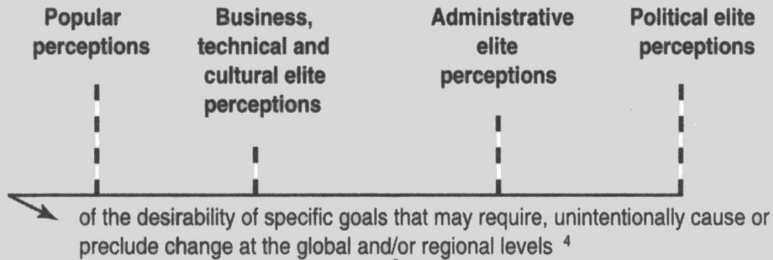 Popular
perceptions
Business,
technical and
cultural elite
perceptions
Administrative
elite
perceptions
Political elite
perceptions
of the desirability of specific goals that may require, unintentionally cause or
preclude change at the global and/or regional levels 4